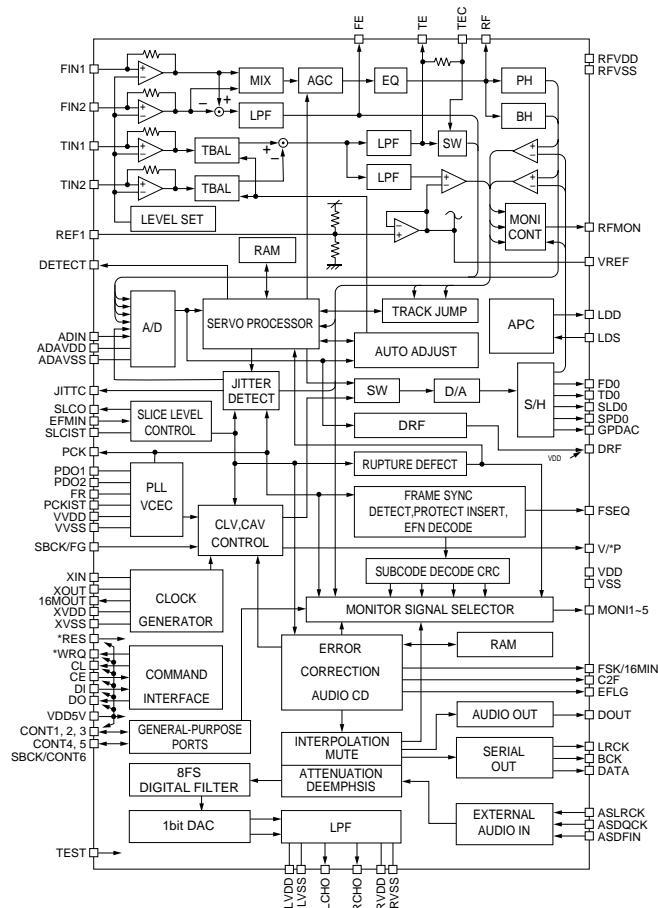 FE
TE
TEC
RF
FIN1
MIX
AGC
EQ
PH
RFVDD
RFVSS
FIN2
LPF
BH
TIN1
TBAL
LPF
SW
TIN2
TBAL
LPF
LEVEL SET
MONI
CONT
RFMON
REF1
VREF
RAM
DETECT
A/D
SERVO PROCESSOR
TRACK JUMP
APC
LDD
ADIN
ADAVDD
ADAVSS
AUTO ADJUST
LDS
JITTC
JITTER
DETECT
SW
D/A
S/H
FD0
TD0
SLD0
SPD0
GPDAC
SLCO
EFMIN
SLCIST
SLICE LEVEL
CONTROL
DRF
VDD
DRF
PCK
RUPTURE DEFECT
PDO1
PDO2
FR
PCKIST
VVDD
VVSS
PLL
VCEC
CLV,CAV
CONTROL
FRAME SYNC
DETECT,PROTECT INSERT,
EFN DECODE
FSEQ
SBCK/FG
V/*P
XIN
XOUT
16MOUT
XVDD
XVSS
CLOCK
GENERATOR
SUBCODE DECODE CRC
VDD
VSS
MONITOR SIGNAL SELECTOR
MONI1~5
*RES
*WRQ
CL
CE
DI
DO
COMMAND
INTERFACE
ERROR
CORRECTION
AUDIO CD
RAM
FSK/16MIN
C2F
EFLG
VDD5V
CONT1, 2, 3
CONT4, 5
SBCK/CONT6
GENERAL-PURPOSE
PORTS
AUDIO OUT
DOUT
INTERPOLATION
MUTE
ATTENUATION
DEEMPHSIS
SERIAL
OUT
LRCK
BCK
DATA
8FS
DIGITAL FILTER
1bit DAC
LPF
EXTERNAL
AUDIO IN
ASLRCK
ASDQCK
ASDFIN
TEST
LVDD
LVSS
LCHO
RCHO
RVDD
RVSS